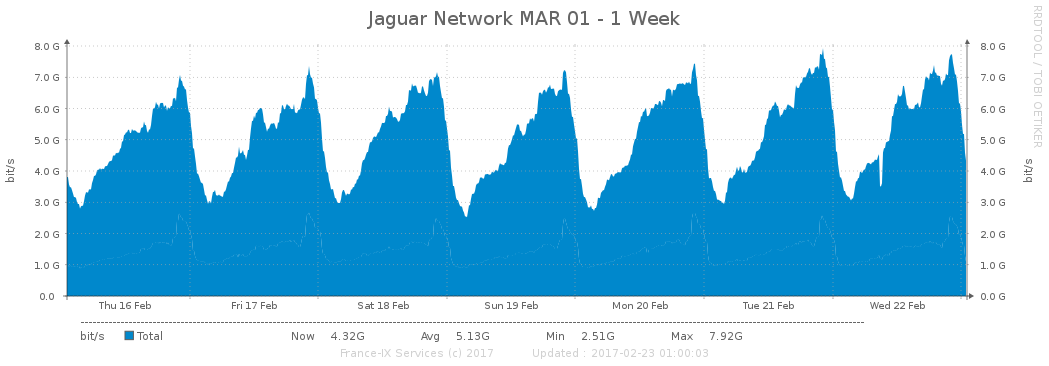 Jaguar Network MAR 01 - 1 Week
RRDTOOL / TOBI OETIKER
bit/s
bit/s
8.0 G 8.0 G
7.0 G 7.0 G
6.0 G 6.0 G
5.0 G 5.0 G
4.0 G 4.0 G
3.0 G 3.0 G
2.0 G 2.0 G
1.0 G 1.0 G
0.0 0.0 G
Thu 16 Feb Fri 17 Feb Sat 18 Feb Sun 19 Feb Mon 20 Feb Tue 21 Feb Wed 22 Feb
bit/s Total Now 4.32G Avg 5.13G Min 2.51G Max 7.92G
France-IX Services (c) 2017 Updated : 2017-02-23 01:00:03